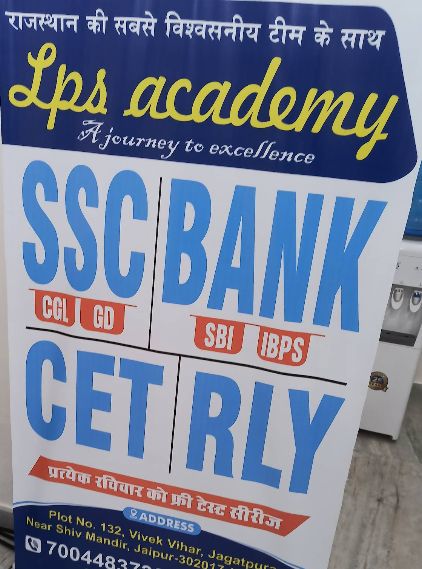 राजस्थान की सबसे विश्वसनीय टीम के साथ
Lps academy
A journey to excellence
SSC BANK
CGL GD SBI IBPS
CET RLY
प्रत्येक रविवार को फ्री टेस्ट सीरीज
ADDRESS
Plot No. 132, Vivek Vihar, Jagatpura
Near Shiv Mandir, Jaipur-302017